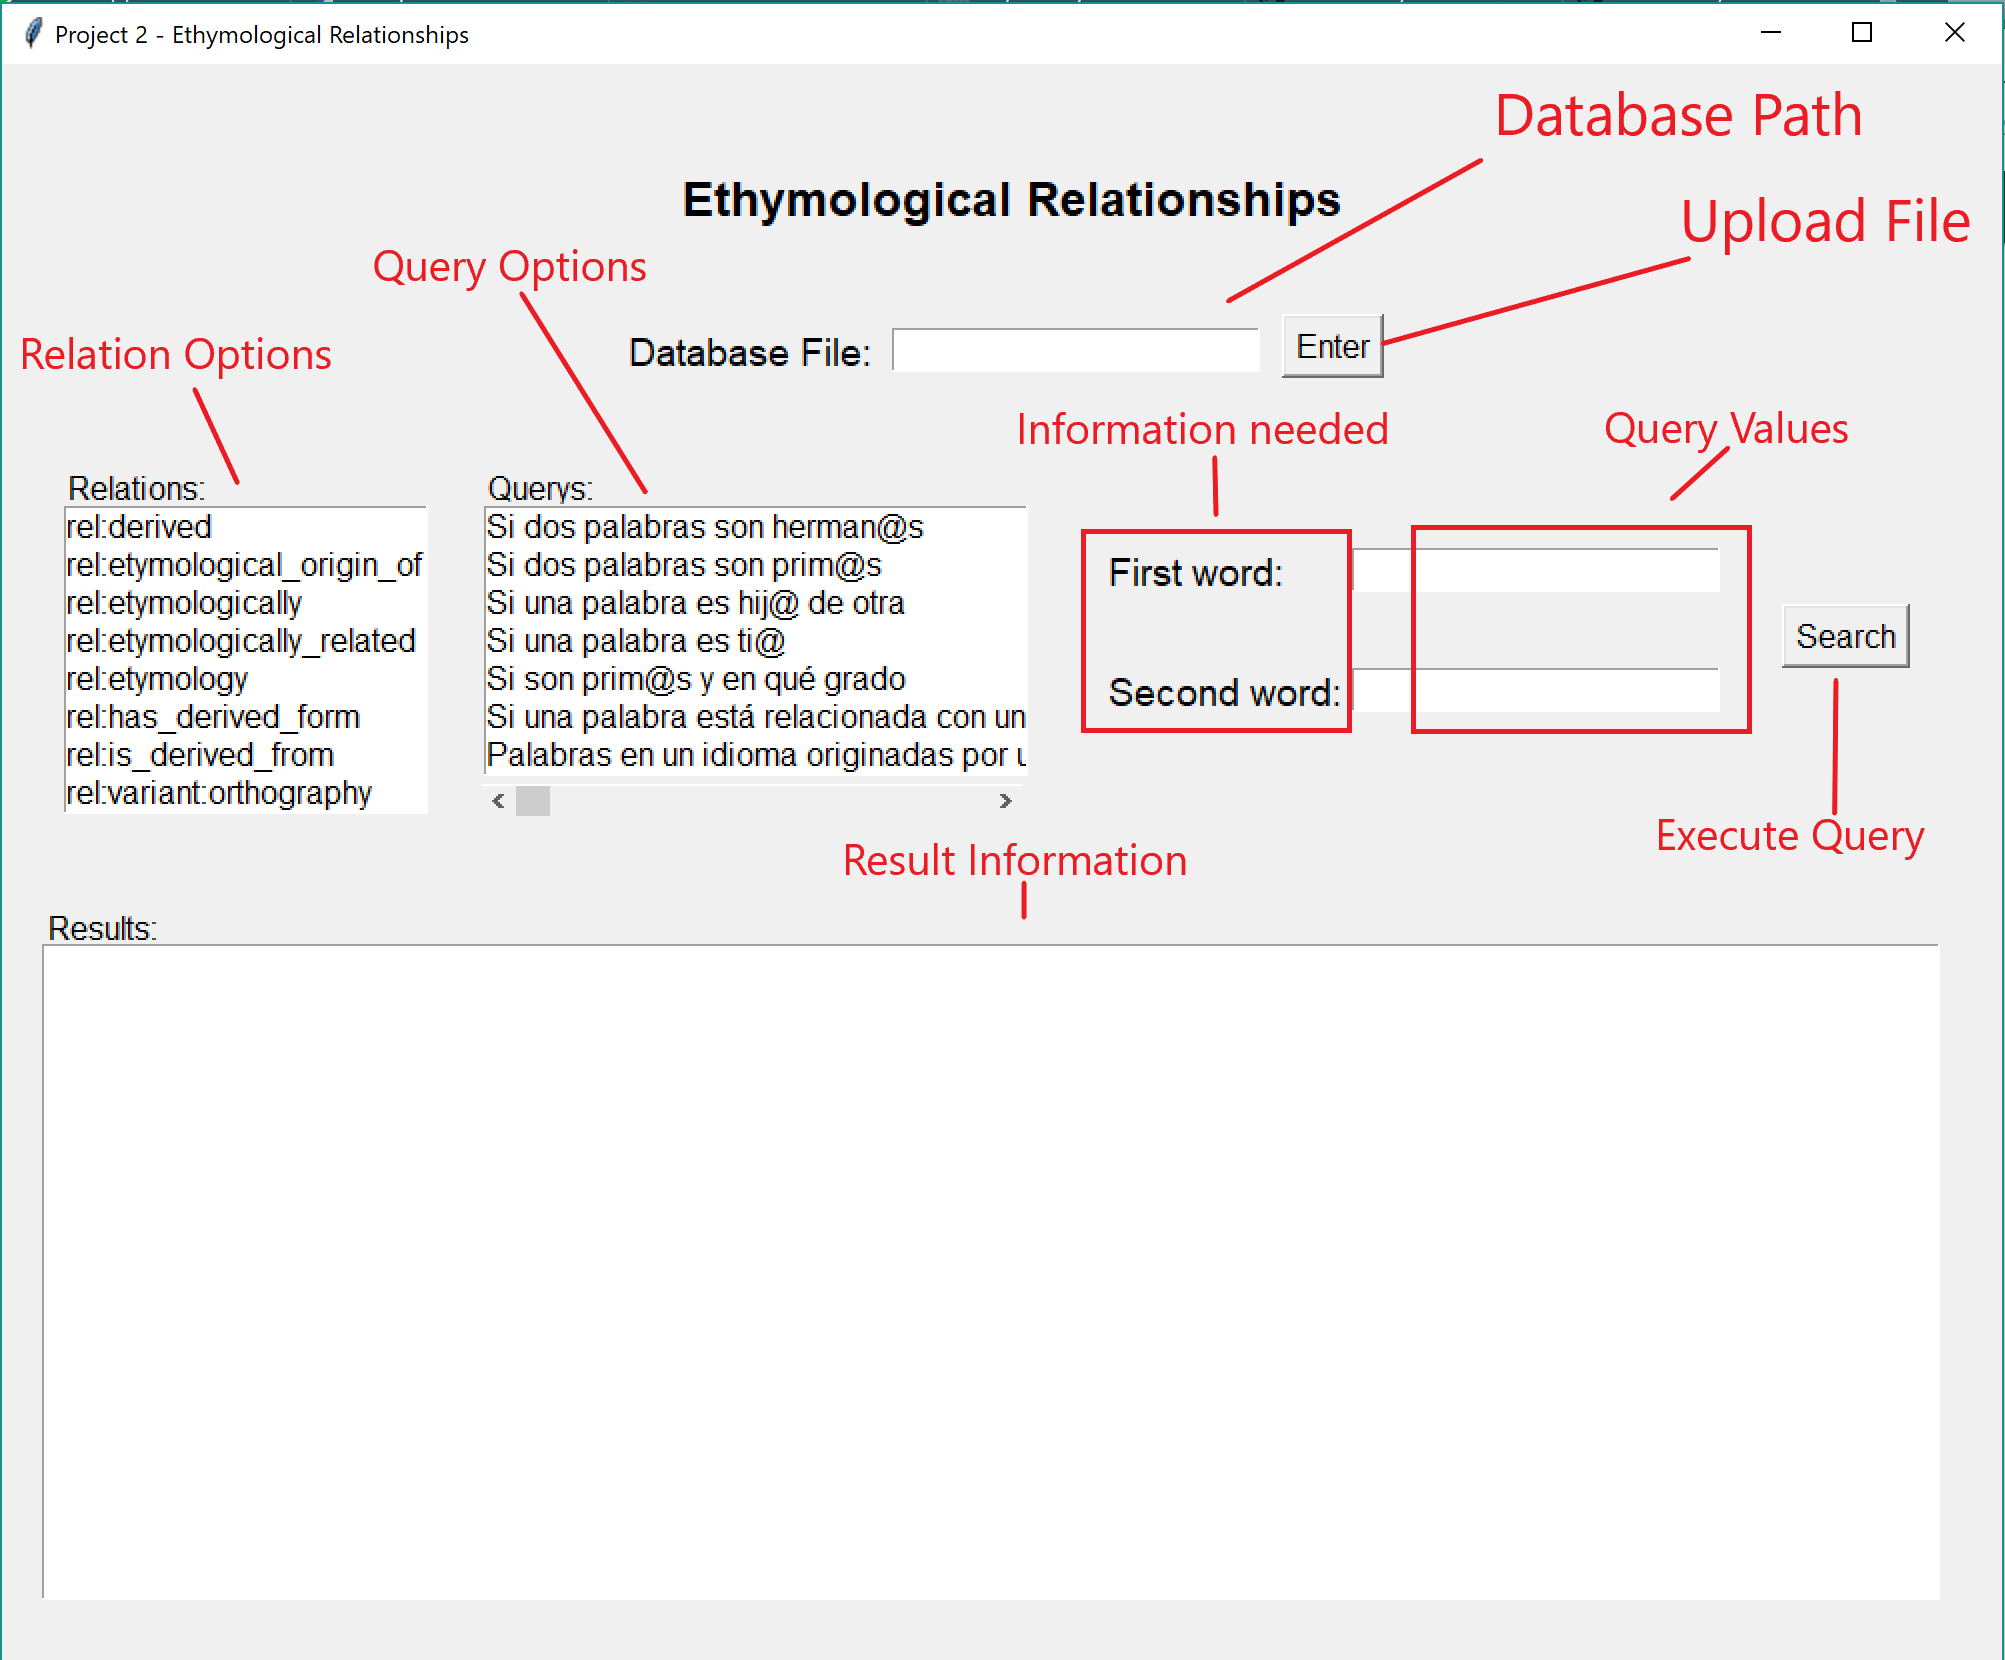 Project 2 - Ethymological Relationships
Database Path
Ethymological Relationships
Upload File
Query Options
Relation Options
Database File:
Enter
Information needed
Query Values
Relations:
rel:derived
rel:etymological_origin_of
rel:etymologically
rel:etymologically_related
rel:etymology
rel:has_derived_form
rel:is_derived_from
rel:variant:orthography
Querys:
Si dos palabras son herman@s
Si dos palabras son prim@s
Si una palabra es hij@ de otra
Si una palabra es ti@
Si son prim@s y en qué grado
Si una palabra está relacionada con un
Palabras en un idioma originadas por u
First word:
Second word:
Search
Execute Query
Result Information
Results: